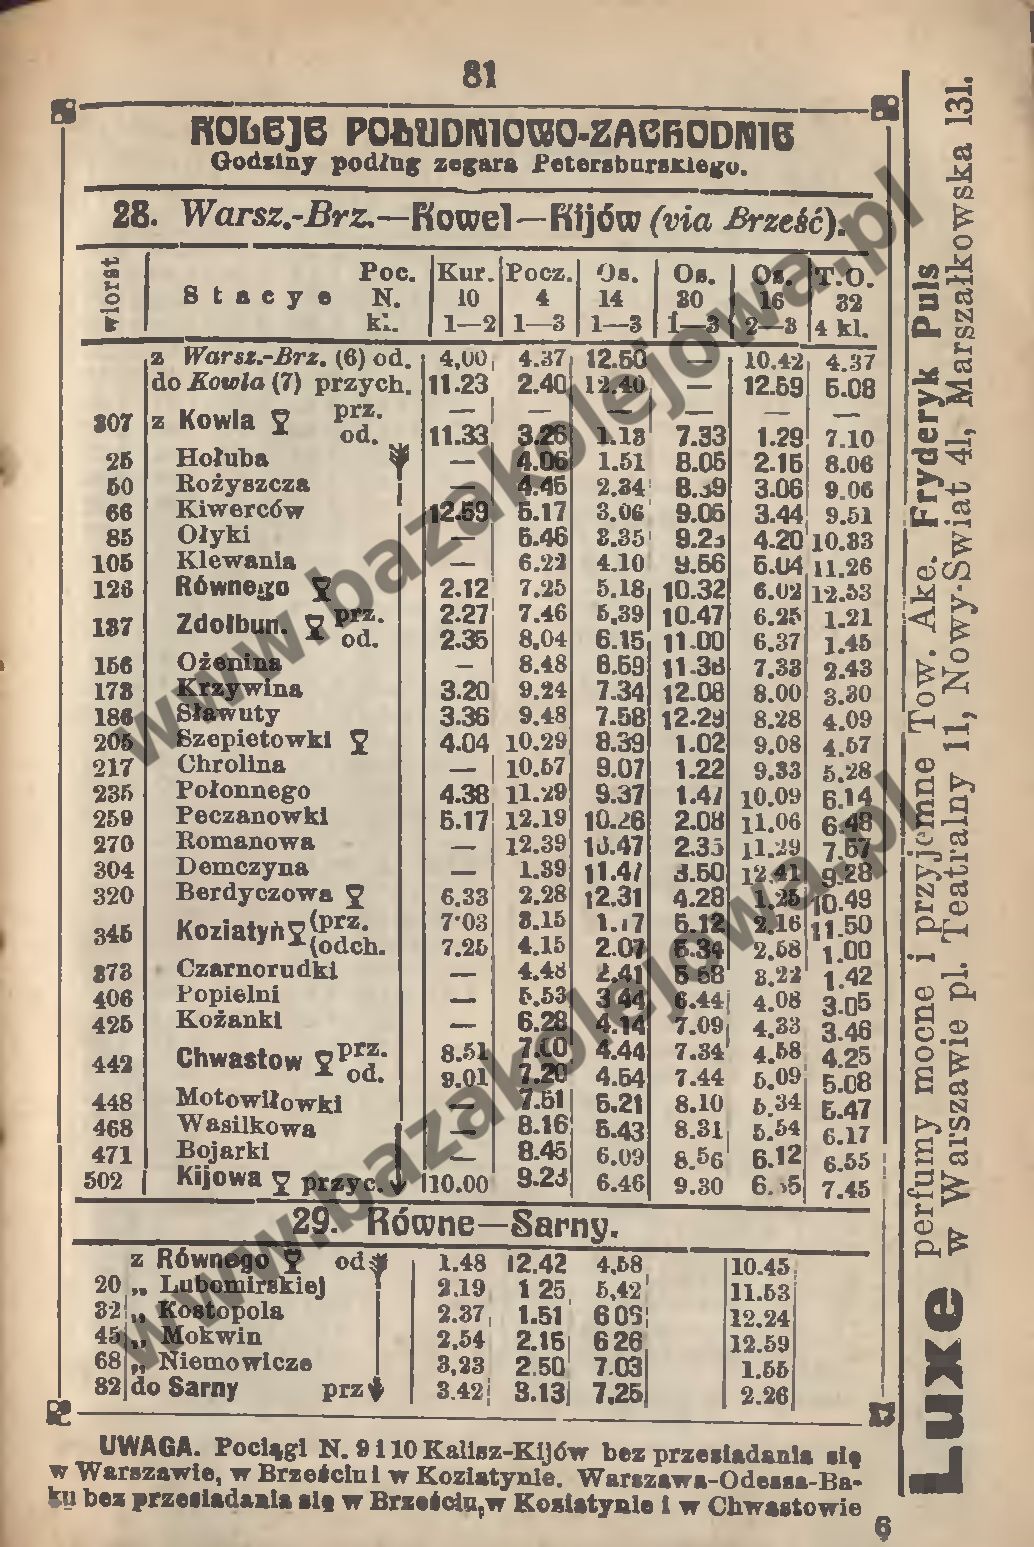 81
KOLEJE POŁUDNIOWO-ZACHODNIE
Godziny podług zegara Petersburskiego.
28. Warsz.-Brz.—Kowel—Kijów (via Brześć).
wiorst Stacye Poc. Kur. Pocz. Os. Os. Os. T.O.
N. 10 4 14 30 16 32
kl. 1—2 1—3 1—3 1—3 2—3 4 kl.
z Warsz.-Brz. (6) od. 4,00 4.37 12.50 — 10.42 4.37
do Kowla (7) przych. 11.23 2.40 12.40 — 12.59 5.08
307 z Kowla prz. — — — — — —
od. 11.33 3.26 1.18 7.33 1.29 7.10
25 Hołuba — 4.06 1.51 8.05 2.15 8.06
50 Rożyszcza — 4.45 2.34 8.39 3.06 9.06
66 Kiwerców 12.59 5.17 3.06 9.05 3.44 9.51
85 Ołyki — 5.46 3.35 4.20 10.33
105 Klewania — 6.22 4.10 9.56 5.04 11.26
126 Równego 2.12 7.25 5.18 10.32 6.02 12.53
137 Zdołbun. prz. 2.27 7.46 5.39 10.47 6.25 1.21
od. 2.35 8.04 6.15 11.00 6.37 1.45
156 Ożenina — 8.48 6.59 11.36 7.33 2.43
173 Krzywina 3.20 9.24 7.34 12.08 8.00 3.30
186 Sławuty 3.36 9.48 7.58 12.29 8.28 4.09
205 Szepietowki 4.04 10.29 8.39 1.02 9.08 4.57
217 Chrolina — 10.57 9.07 1.22 9.33 5.28
235 Połonnego 4.38 11.29 9.37 1.47 10.09 6.14
259 Peczanowki 5.17 12.19 10.26 2.08 11.06 6.48
270 Romanowa — 12.39 10.47 11.29 7.57
304 Demczyna — 1.39 11.47 3.50 12.41 9.28
320 Berdyczowa 6.33 2.28 12.31 4.28 1.25 10.49
345 Koziatyń (prz. 7·03 3.15 1.17 5.12 2.16 11.50
(odch. 7.25 4.15 2.07 5.34 2.58 1.00
373 Czarnorudki — 4.48 2.41 5 58 3.22 1.42
406 Popielni — 5.53 3 44 6.44 4.08 3.05
425 Kożanki — 6.28 4.14 7.09 4.33 3.46
442 Chwastow prz. 8.51 7.10 4.44 7.34 4.58 4.25
od. 9.01 7.20 4.54 7.44 5.09 5.08
448 Motowiłowki — 7.51 5.21 8.10 5.34 5.47
468 Wasilkowa — 8.16 5.43 8.31 5.54 6.17
471 Bojarki — 8.45 6.09 8.56 6.12 6.55
502 Kijowa przyc. 10.00 9.23 6.46 9.30 7.45
29. Równe—Sarny.
z Równego od 1.48 12.42 4,58 10.45
20 „ Lubomirskiej 2.19 1 25 5,42 11.53
32 „ Kostopola 2.37 1.51 12.24
45 „ Mokwin 2.54 2.15 6 26 12.59
68 „ Niemowicze 3,23 2.50 7.03 1.55
82 do Sarny prz 3.42 3.13 7,25 2.26
UWAGA. Pociągi N. 9 i 10 Kalisz-Kijów bez przesiadania się
w Warszawie, w Brześciu i w Koziatynie. Warszawa-Odessa-Ba-
ku bez przesiadania się w Brześciu, w Kosiatynie i w Chwastowie
6
Luxe perfumy mocne i przyjemne Tow. Akc. Fryderyk Puls
w Warszawie pl. Teatralny 11, Nowy-Swiat 41, Marszałkowska 131.
www.bazakolejowa.pl
www.bazakolejowa.pl